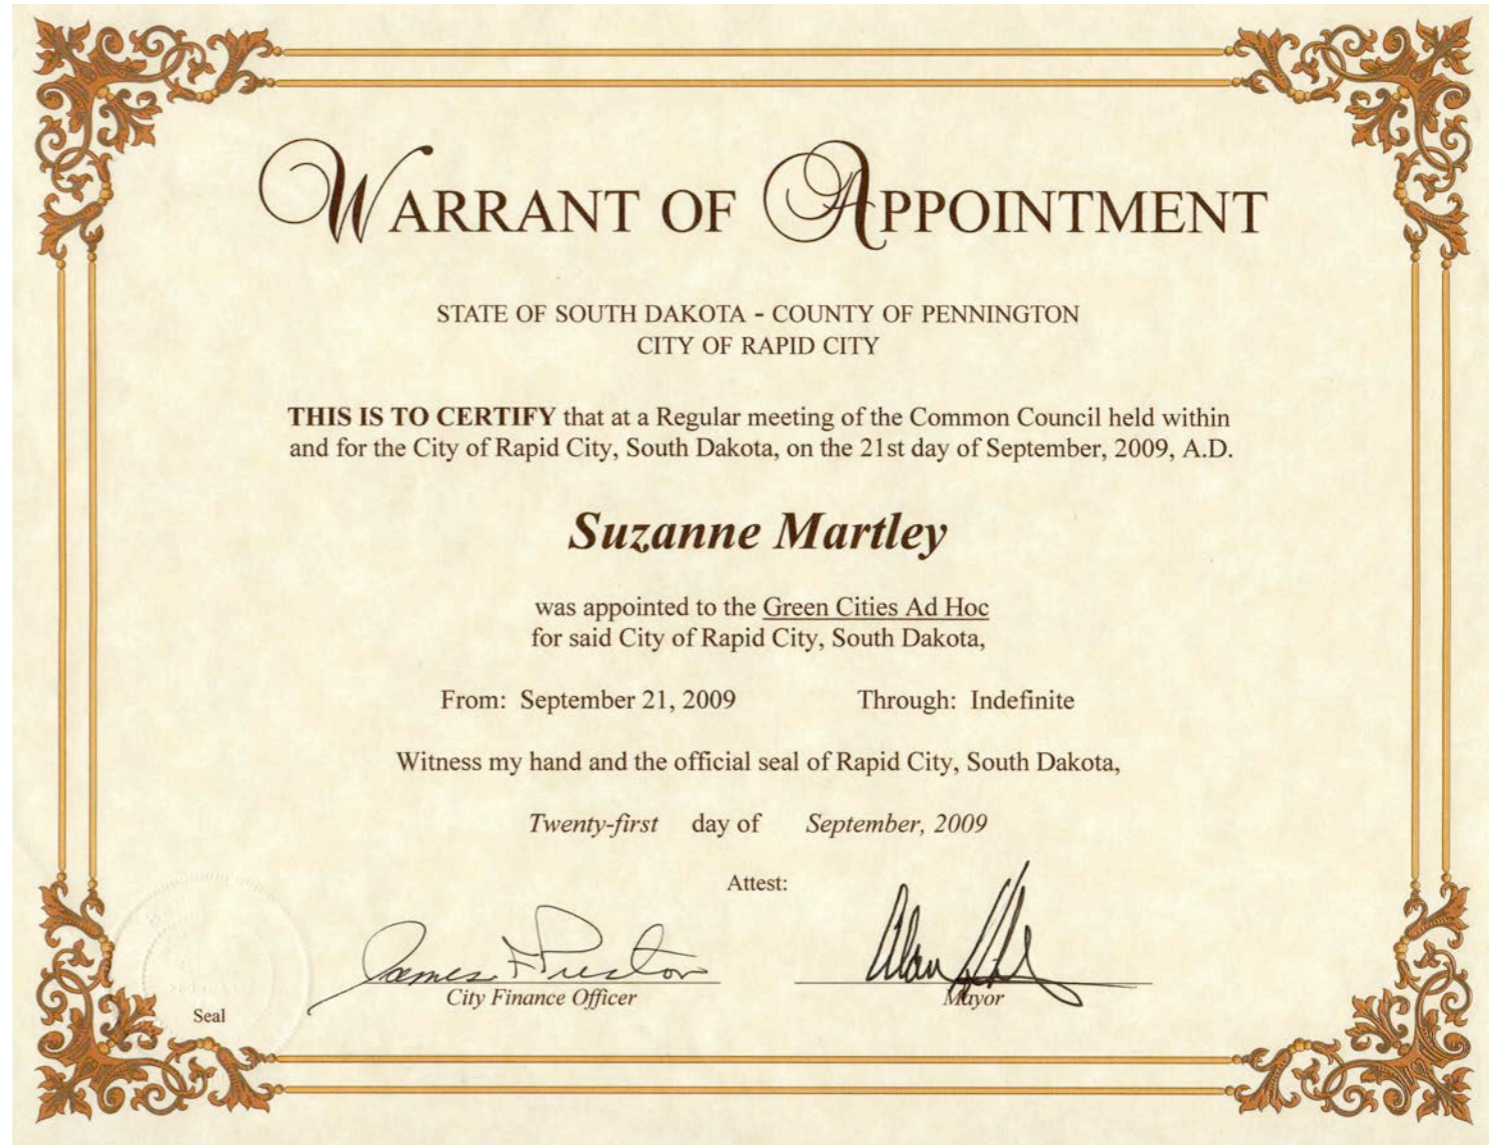 WARRANT OF APPOINTMENT
STATE OF SOUTH DAKOTA - COUNTY OF PENNINGTON
CITY OF RAPID CITY
THIS IS TO CERTIFY that at a Regular meeting of the Common Council held within
and for the City of Rapid City, South Dakota, on the 21st day of September, 2009, A.D.
Suzanne Martley
was appointed to the Green Cities Ad Hoc
for said City of Rapid City, South Dakota,
From: September 21, 2009 Through: Indefinite
Witness my hand and the official seal of Rapid City, South Dakota,
Twenty-first day of September, 2009
Attest:
James F Preston Alan
City Finance Officer Mayor
Seal